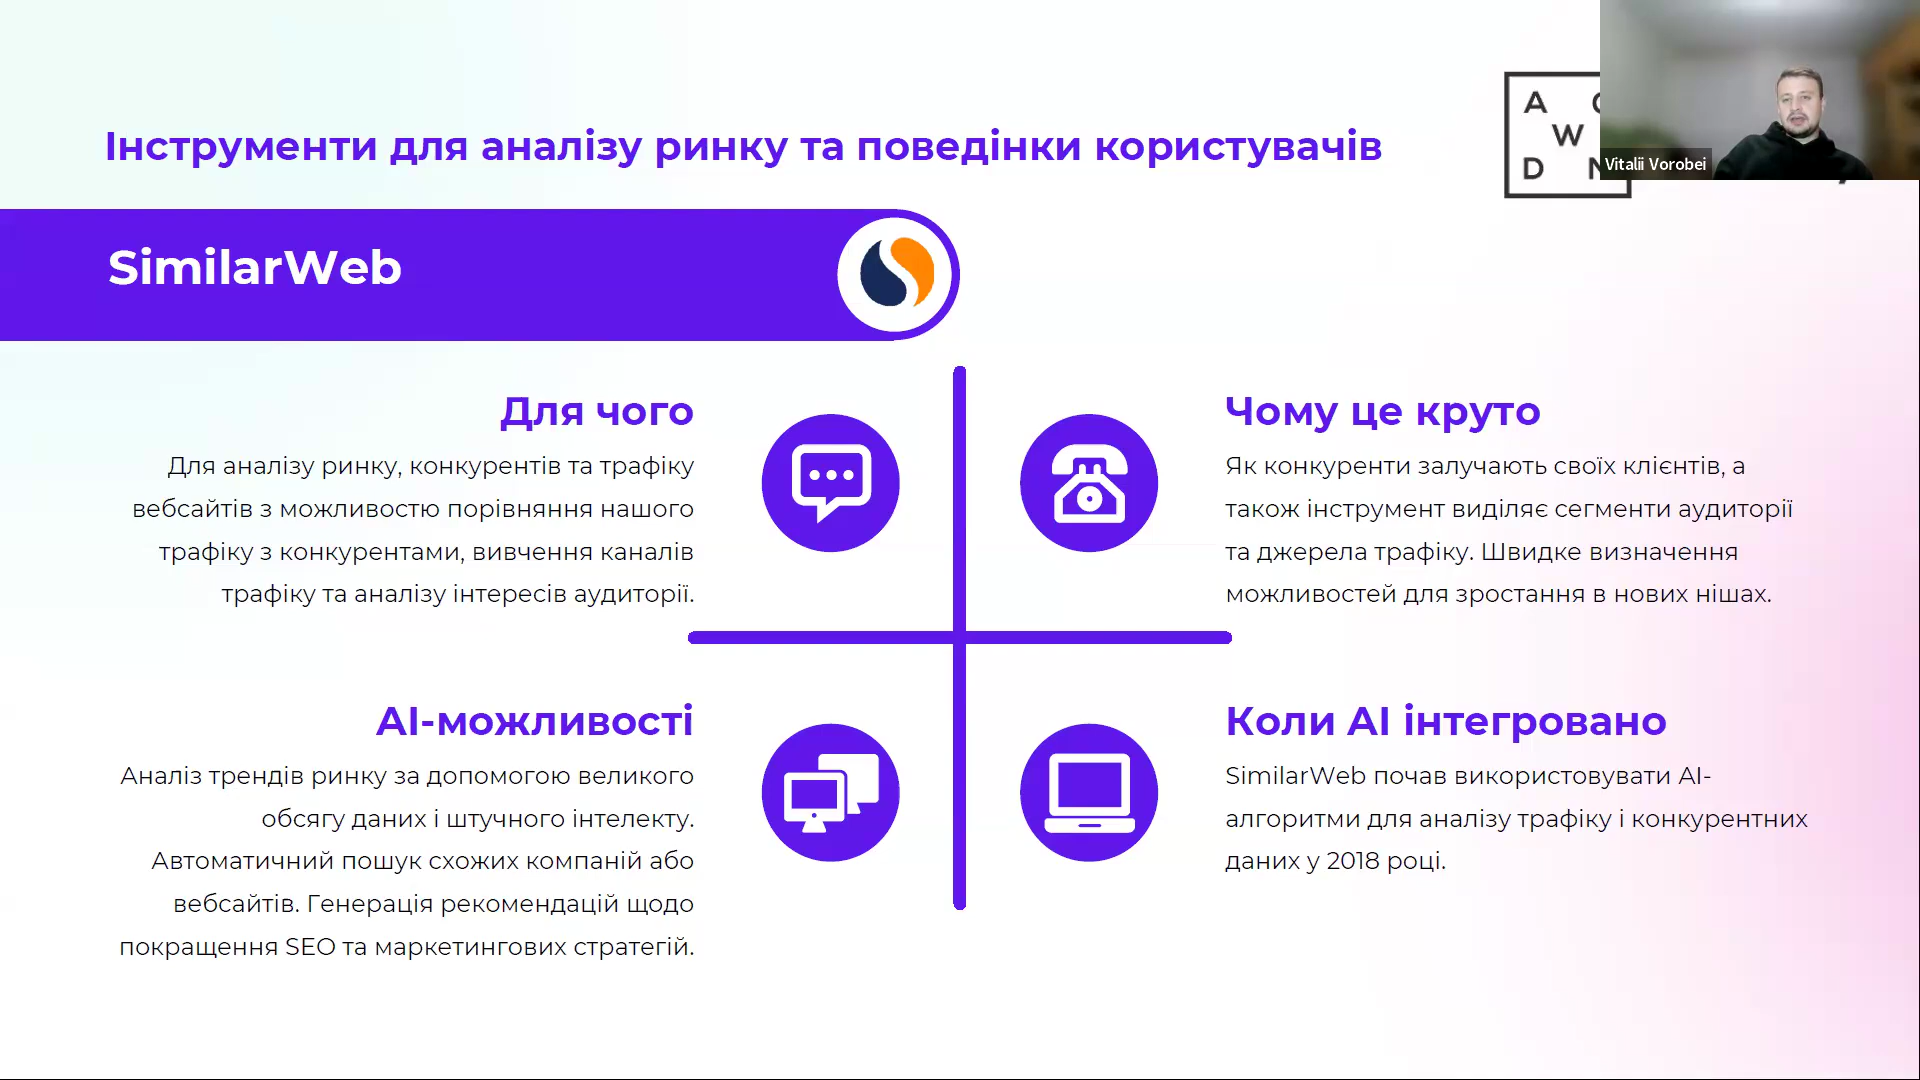 Інструменти для аналізу ринку та поведінки користувачів
A
W
D
Vitalii Vorobei
SimilarWeb
Для чого
Для аналізу ринку, конкурентів та трафіку
вебсайтів з можливостю порівняння нашого
трафіку з конкурентами, вивчення каналів
трафіку та аналізу інтересів аудиторії.
Чому це круто
Як конкуренти залучають своїх клієнтів, а
також інструмент виділяє сегменти аудиторії
та джерела трафіку. Швидке визначення
можливостей для зростання в нових нішах.
АІ-можливості
Аналіз трендів ринку за допомогою великого
обсягу даних і штучного інтелекту.
Автоматичний пошук схожих компаній або
вебсайтів. Генерація рекомендацій щодо
покращення SEO та маркетингових стратегій.
Коли АІ інтегровано
SimilarWeb почав використовувати АІ-
алгоритми для аналізу трафіку і конкурентних
даних у 2018 році.